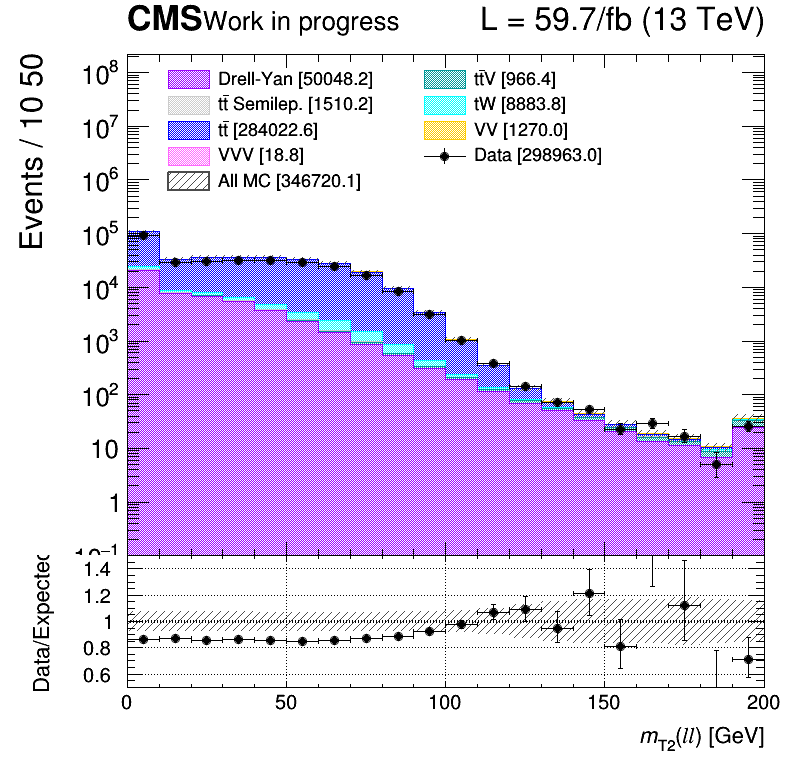 CMS Work in progress L = 59.7/fb (13 TeV)
Events / 10 50
10⁸
10⁷
10⁶
10⁵
10⁴
10³
10²
10
1
10⁻¹
Drell-Yan [50048.2]
tt̄ Semilep. [1510.2]
tt̄ [284022.6]
VVV [18.8]
All MC [346720.1]
tt̄V [966.4]
tW [8883.8]
VV [1270.0]
Data [298963.0]
Data/Expected
1.4
1.2
1
0.8
0.6
0 50 100 150 200
m_T2(ll) [GeV]